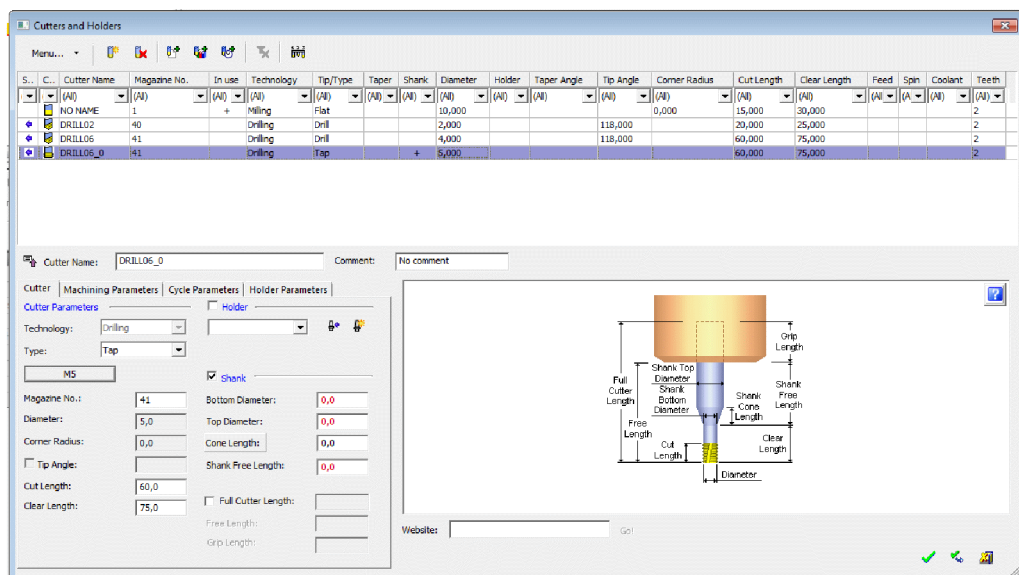 Cutters and Holders
Menu...
S.. C.. Cutter Name Magazine No. In use Technology Tip/Type Taper Shank Diameter Holder Taper Angle Tip Angle Corner Radius Cut Length Clear Length Feed Spin Coolant Teeth
(All) (All) (All) (All) (All) (All) (All) (All) (All) (All) (All) (All) (All) (All) (All (A (All) (All)
NO NAME 1 + Milling Flat 10,000 0,000 15,000 30,000 2
DRILL02 40 Drilling Drill 2,000 118,000 20,000 25,000 2
DRILL06 41 Drilling Drill 4,000 118,000 60,000 75,000 2
DRILL06_0 41 Drilling Tap + 5,000 60,000 75,000 2
Cutter Name: DRILL06_0 Comment: No comment
Cutter Machining Parameters Cycle Parameters Holder Parameters
Cutter Parameters Holder
Technology: Drilling
Type: Tap
M5 Shank
Magazine No.: 41 Bottom Diameter: 0,0
Diameter: 5,0 Top Diameter: 0,0
Corner Radius: 0,0 Cone Length: 0,0
Tip Angle: Shank Free Length: 0,0
Cut Length: 60,0
Clear Length: 75,0 Full Cutter Length:
Free Length:
Grip Length:
Grip
Length
Shank Top
Diameter
Full
Cutter
Length
Shank
Bottom
Diameter
Shank
Free
Length
Shank
Cone
Length
Free
Length
Cut
Length
Clear
Length
Diameter
Website: Go!